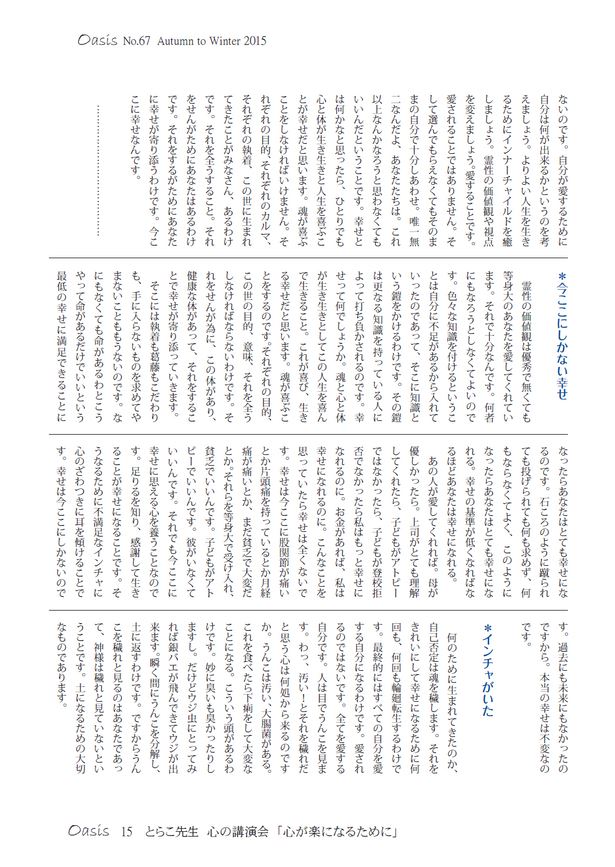 Oasis No.67 Autumn to Winter 2015
ないのです。自分が愛するために
自分は何が出来るかというのを考
えましょう。よりよい人生を生き
るためにインナーチャイルドを癒
しましょう。霊性の価値観や視点
を変えましょう。愛することです。
愛されることではありません。そ
して選んでもらえなくてもそのま
まの自分で十分しあわせ。唯一無
二なんだよ、あなたたちは。これ
以上なんかなろうと思わなくても
いいんだということです。幸せと
は何かなと思ったら、ひとりでも
心と体が生き生きと人生を喜ぶこ
とが幸せだと思います。魂が喜ぶ
ことをしなければいけません。そ
れぞれの目的、それぞれのカルマ、
それぞれの執着、この世に生まれ
てきたことがみなさん、あるわけ
です。それを全うすること。それ
をせんがためにあなたはあるわけ
です。それをするがためにあなた
に幸せが寄り添うわけです。今こ
こに幸せなんです。
*今ここにしかない幸せ
霊性の価値観は優秀で無くても
等身大のあなたを愛してくれてい
ます。それで十分なんです。何者
にもなろうとしなくてよいので
す。色々な知識を付けるというこ
とは自分に不足があるから入れて
いったのであって、そこに知識と
いう鎧をかけるわけです。その鎧
は更なる知識を持っている人に
よって打ち負かされるのです。幸
せって何でしょうか。魂と心と体
が生き生きとしてこの人生を喜ん
で生きること。これが喜び、生き
る幸せだと思います。魂が喜ぶこ
とをするのです。それぞれの目的、
この世の目的、意味、それを全う
しなければならないわけです。そ
れをせんが為に、この体があり、
健康な体があって、それをするこ
とで幸せが寄り添っていきます。
そこには執着も葛藤もこだわり
も、手に入らないものを求めてや
まないことももうないのです。な
にもなくても命があるわとこう
やって命があるだけでいいという
最低の幸せに満足できることに
なったらあなたはとても幸せにな
るのです。石ころのように蹴られ
ても投げられても何も求めず、何
もならなくてよく、このように
なったらあなたはとても幸せにな
れる。幸せの基準が低くなればな
るほどあなたは幸せになれる。
あの人が愛してくれれば。母が
優しかったら。上司がとても理解
してくれたら、子どもがアトピー
ではなかったら、子どもが登校拒
否でなかったら私はもっと幸せに
なれるのに。お金があれば、私は
幸せになれるのに。こんなことを
思っていたら幸せは全くないで
す。幸せは今ここに股関節が痛い
とか片頭痛を持っているとか月経
痛が痛いとか、まだ貧乏で大変だ
とか。それらを等身大で受け入れ、
貧乏でいいんです。子どもがアト
ピーでいいんです。彼がいなくて
いいんです。それでも今ここに
幸せに思える心を養うことなので
す。足りるを知り、感謝して生き
ることが幸せになることです。そ
うなるために不満足なインチャに
心のざわつきに耳を傾けることで
す。幸せは今ここにしかないので
す。過去にも未来にもなかったの
ですから。本当の幸せは不変なの
です。
*インチャがいた
何のために生まれてきたのか、
自己否定は魂を穢します。それを
きれいにして幸せになるために何
回も、何回も輪廻転生するわけで
す。最終的にはすべての自分を愛
する自分になるわけです。愛され
るのではないです。全てを愛する
自分です。人は目でうんこを見ま
す。わっ、汚い！とそれを穢れだ
と思う心は何処から来るのです
か。うんこは汚い、大腸菌がある。
これを食べたら下痢をして大変な
ことになる。こういう頭があるわ
けです。妙に臭いも臭かったりし
ますし。だけどウジ虫にとってみ
れば銀バエが飛んできてウジが出
来ます。瞬く間にうんこを分解し、
土に返すわけです。ですからうん
こを穢れと見るのはあなたであっ
て、神様は穢れと見ていないとい
うことです。土になるための大切
なものであります。
Oasis 15 とらこ先生 心の講演会「心が楽になるために」